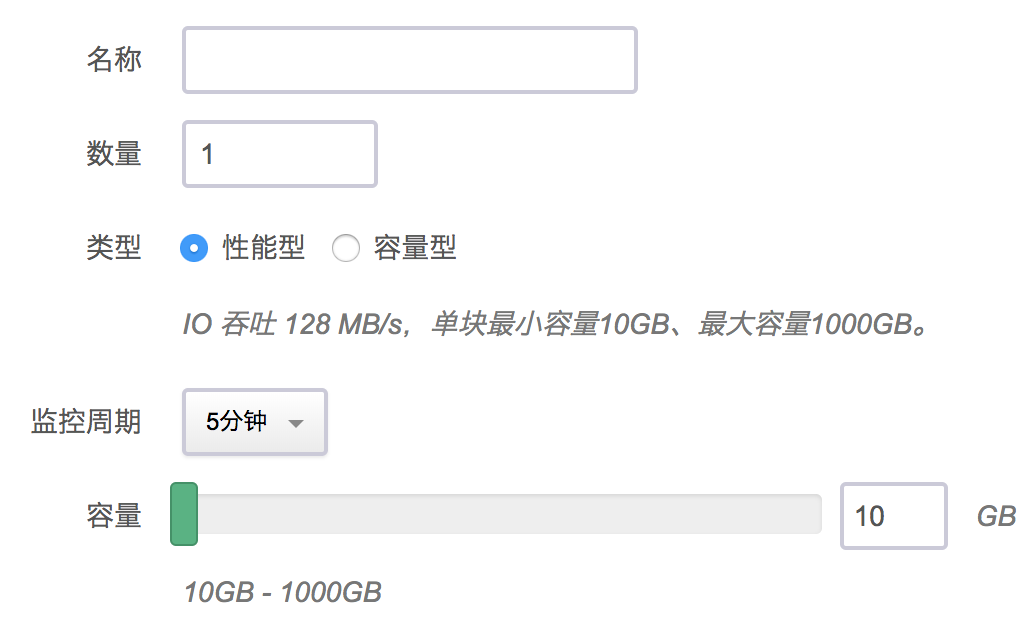 名称
数量 1
类型 性能型 容量型
IO 吞吐 128 MB/s，单块最小容量10GB、最大容量1000GB。
监控周期 5分钟
容量 10 GB
10GB - 1000GB